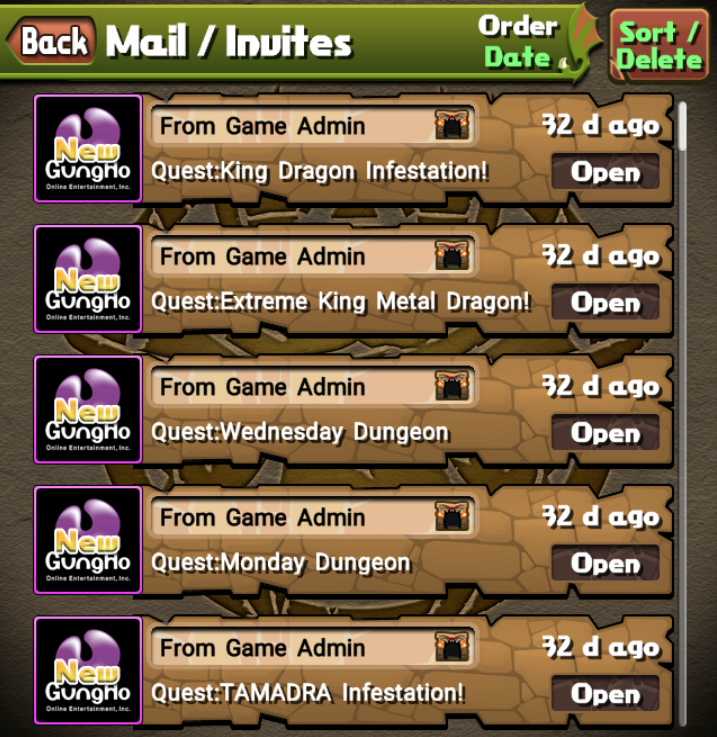 Back Mail / Invites Order Date Sort / Delete
New
GungHo
Online Entertainment, Inc.
From Game Admin 32 d ago
Quest:King Dragon Infestation! Open
New
GungHo
Online Entertainment, Inc.
From Game Admin 32 d ago
Quest:Extreme King Metal Dragon! Open
New
GungHo
Online Entertainment, Inc.
From Game Admin 32 d ago
Quest:Wednesday Dungeon Open
New
GungHo
Online Entertainment, Inc.
From Game Admin 32 d ago
Quest:Monday Dungeon Open
New
GungHo
Online Entertainment, Inc.
From Game Admin 32 d ago
Quest:TAMADRA Infestation! Open